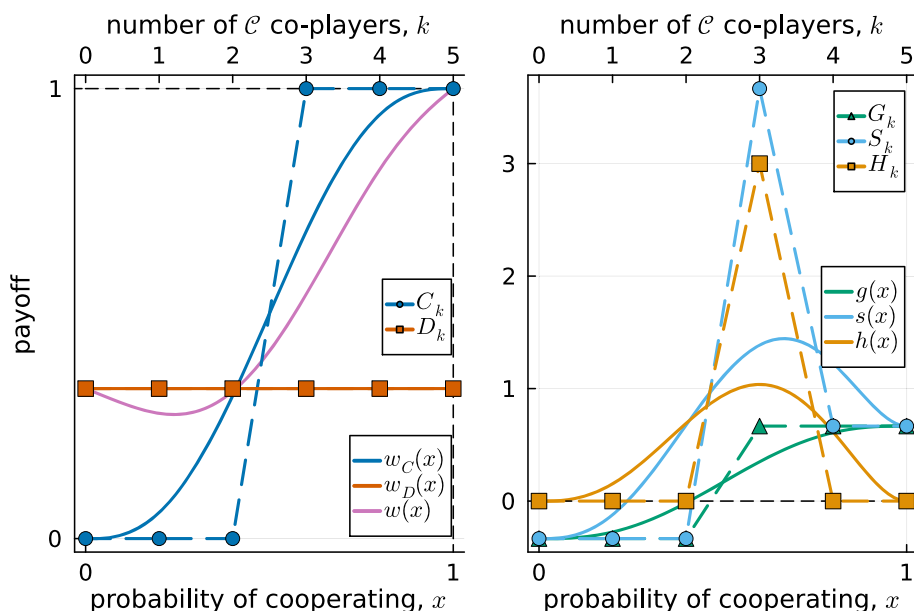 number of 𝒞 co-players, k
0 1 2 3 4 5
1
payoff
0
C_k
D_k
w_C(x)
w_D(x)
w(x)
0 1
probability of cooperating, x
number of 𝒞 co-players, k
0 1 2 3 4 5
3
2
1
0
G_k
S_k
H_k
g(x)
s(x)
h(x)
0 1
probability of cooperating, x